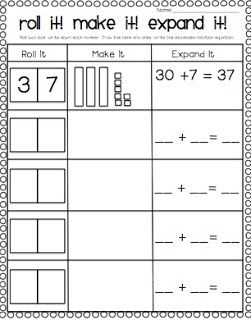 Name:
roll it! make it! expand it!
Roll two dice. Write down each number. Draw the tens and ones. Write the expanded notation equation.
Roll It Make It Expand It
3 7 30 +7 = 37
__ + __ = __
__ + __ = __
__ + __ = __
__ + __ = __